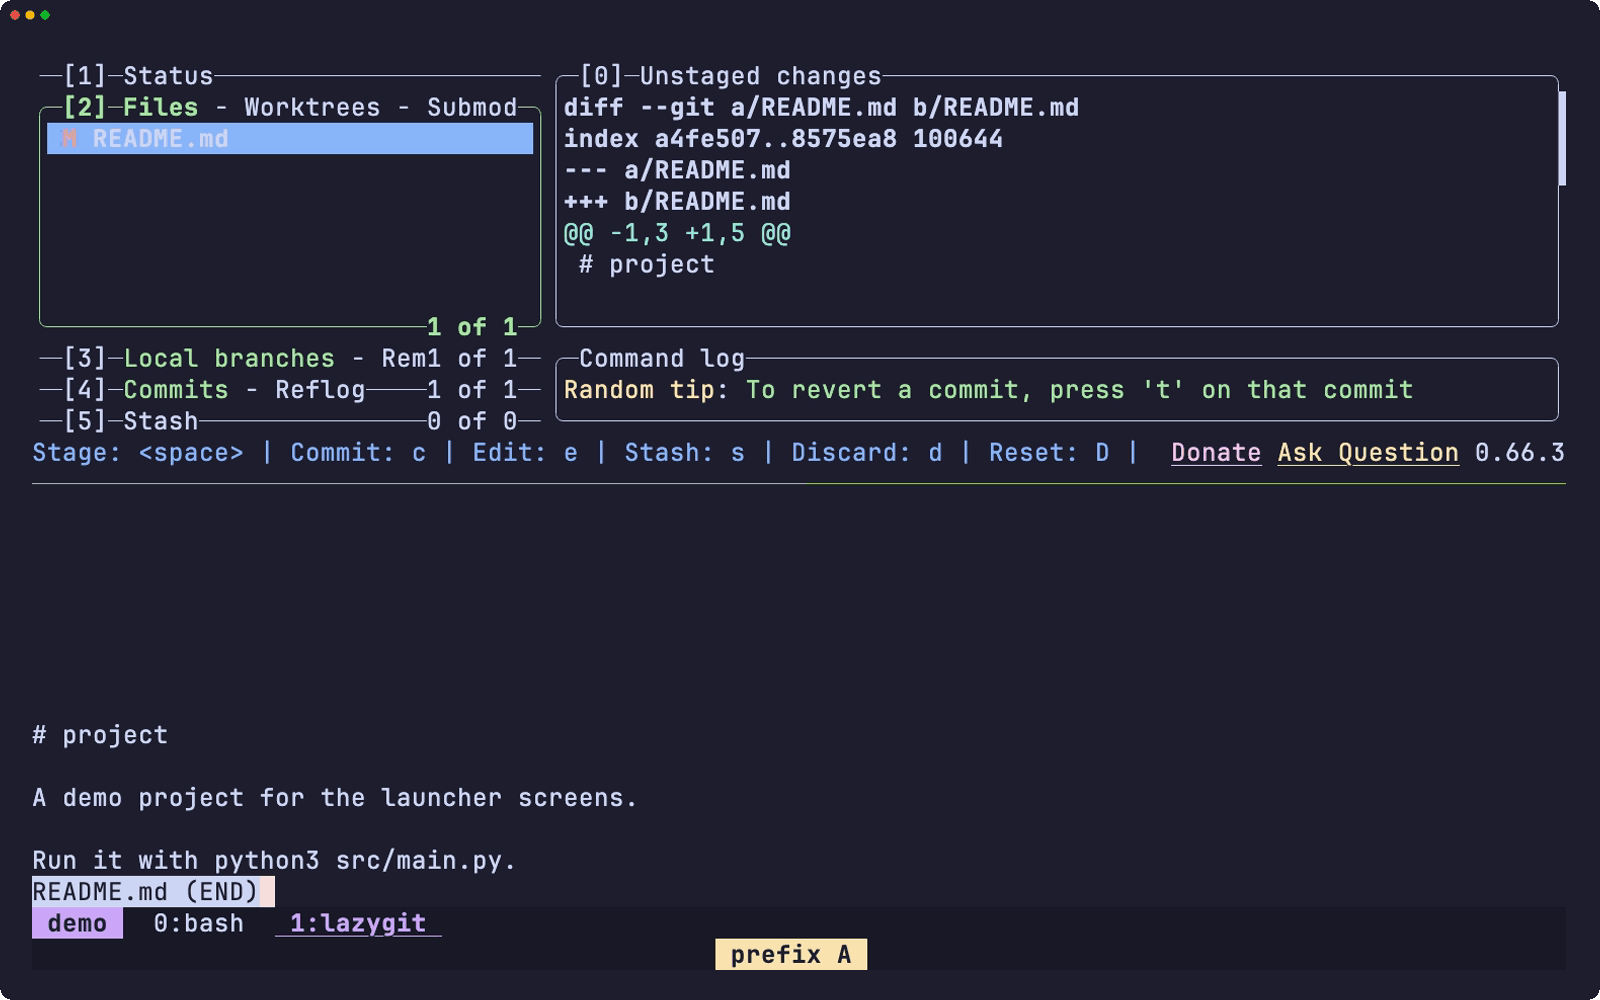 [1] Status
[2] Files - Worktrees - Submod
M README.md
1 of 1
[3] Local branches - Rem1 of 1
[4] Commits - Reflog 1 of 1
[5] Stash 0 of 0
[0] Unstaged changes
diff --git a/README.md b/README.md
index a4fe507..8575ea8 100644
--- a/README.md
+++ b/README.md
@@ -1,3 +1,5 @@
# project
Command log
Random tip: To revert a commit, press 't' on that commit
Stage: <space> | Commit: c | Edit: e | Stash: s | Discard: d | Reset: D | Donate Ask Question 0.66.3
# project
A demo project for the launcher screens.
Run it with python3 src/main.py.
README.md (END)
demo 0:bash 1:lazygit
prefix A